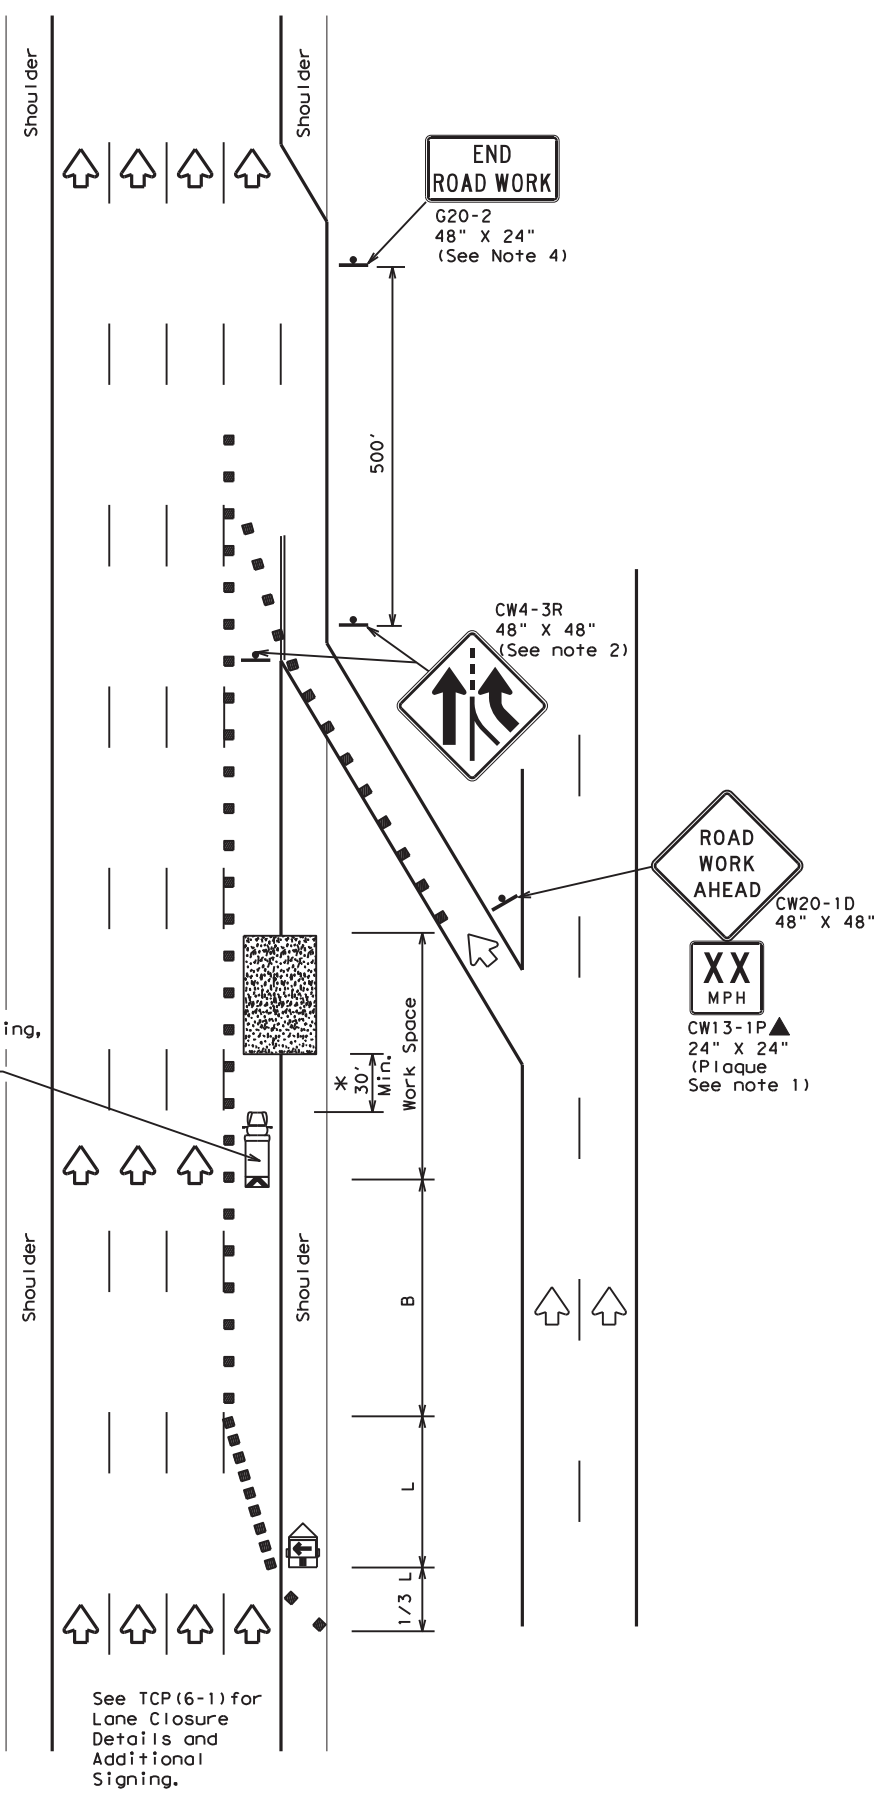 Shoulder
Shoulder
END
ROAD WORK
G20-2
48" X 24"
(See Note 4)
500'
CW4-3R
48" X 48"
(See note 2)
ROAD
WORK
AHEAD
CW20-1D
48" X 48"
XX
MPH
CW13-1P
24" X 24"
(Plaque
See note 1)
ing,
Work Space
*
30'
Min.
Shoulder
Shoulder
B
L
1/3 L
See TCP(6-1)for
Lane Closure
Details and
Additional
Signing.